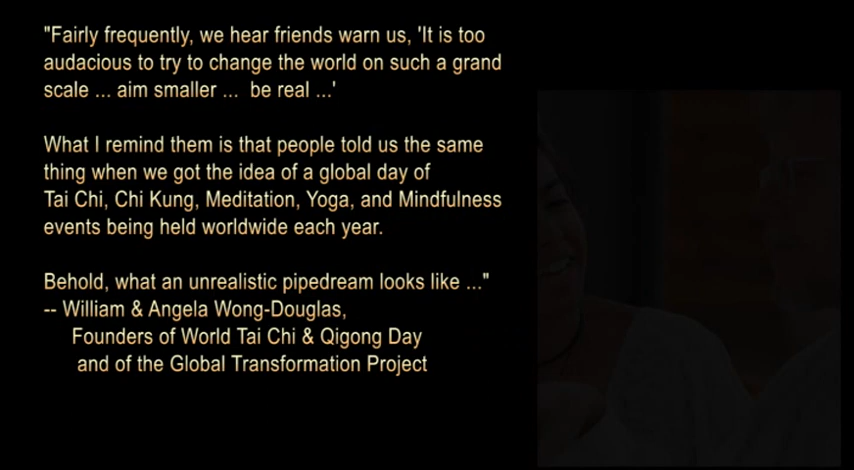 "Fairly frequently, we hear friends warn us, 'It is too
audacious to try to change the world on such a grand
scale ... aim smaller ... be real ...'
What I remind them is that people told us the same
thing when we got the idea of a global day of
Tai Chi, Chi Kung, Meditation, Yoga, and Mindfulness
events being held worldwide each year.
Behold, what an unrealistic pipedream looks like ..."
-- William & Angela Wong-Douglas,
Founders of World Tai Chi & Qigong Day
and of the Global Transformation Project